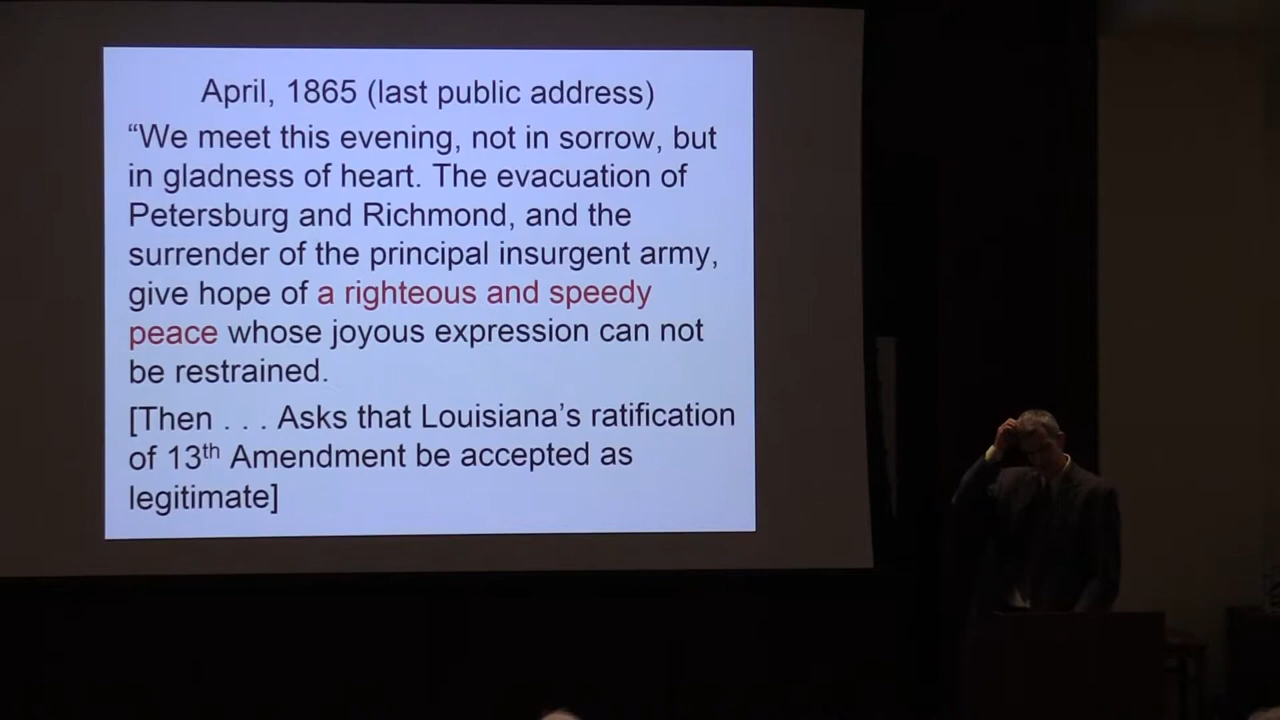 April, 1865 (last public address)
“We meet this evening, not in sorrow, but
in gladness of heart. The evacuation of
Petersburg and Richmond, and the
surrender of the principal insurgent army,
give hope of a righteous and speedy
peace whose joyous expression can not
be restrained.
[Then . . . Asks that Louisiana’s ratification
of 13th Amendment be accepted as
legitimate]